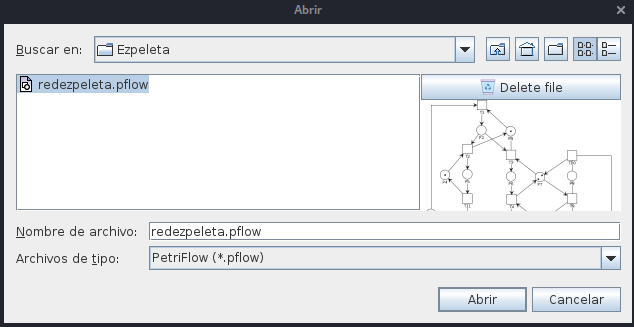 Abrir
Buscar en: Ezpeleta
redezpeleta.pflow
Delete file
Nombre de archivo: redezpeleta.pflow
Archivos de tipo: PetriFlow (*.pflow)
Abrir Cancelar